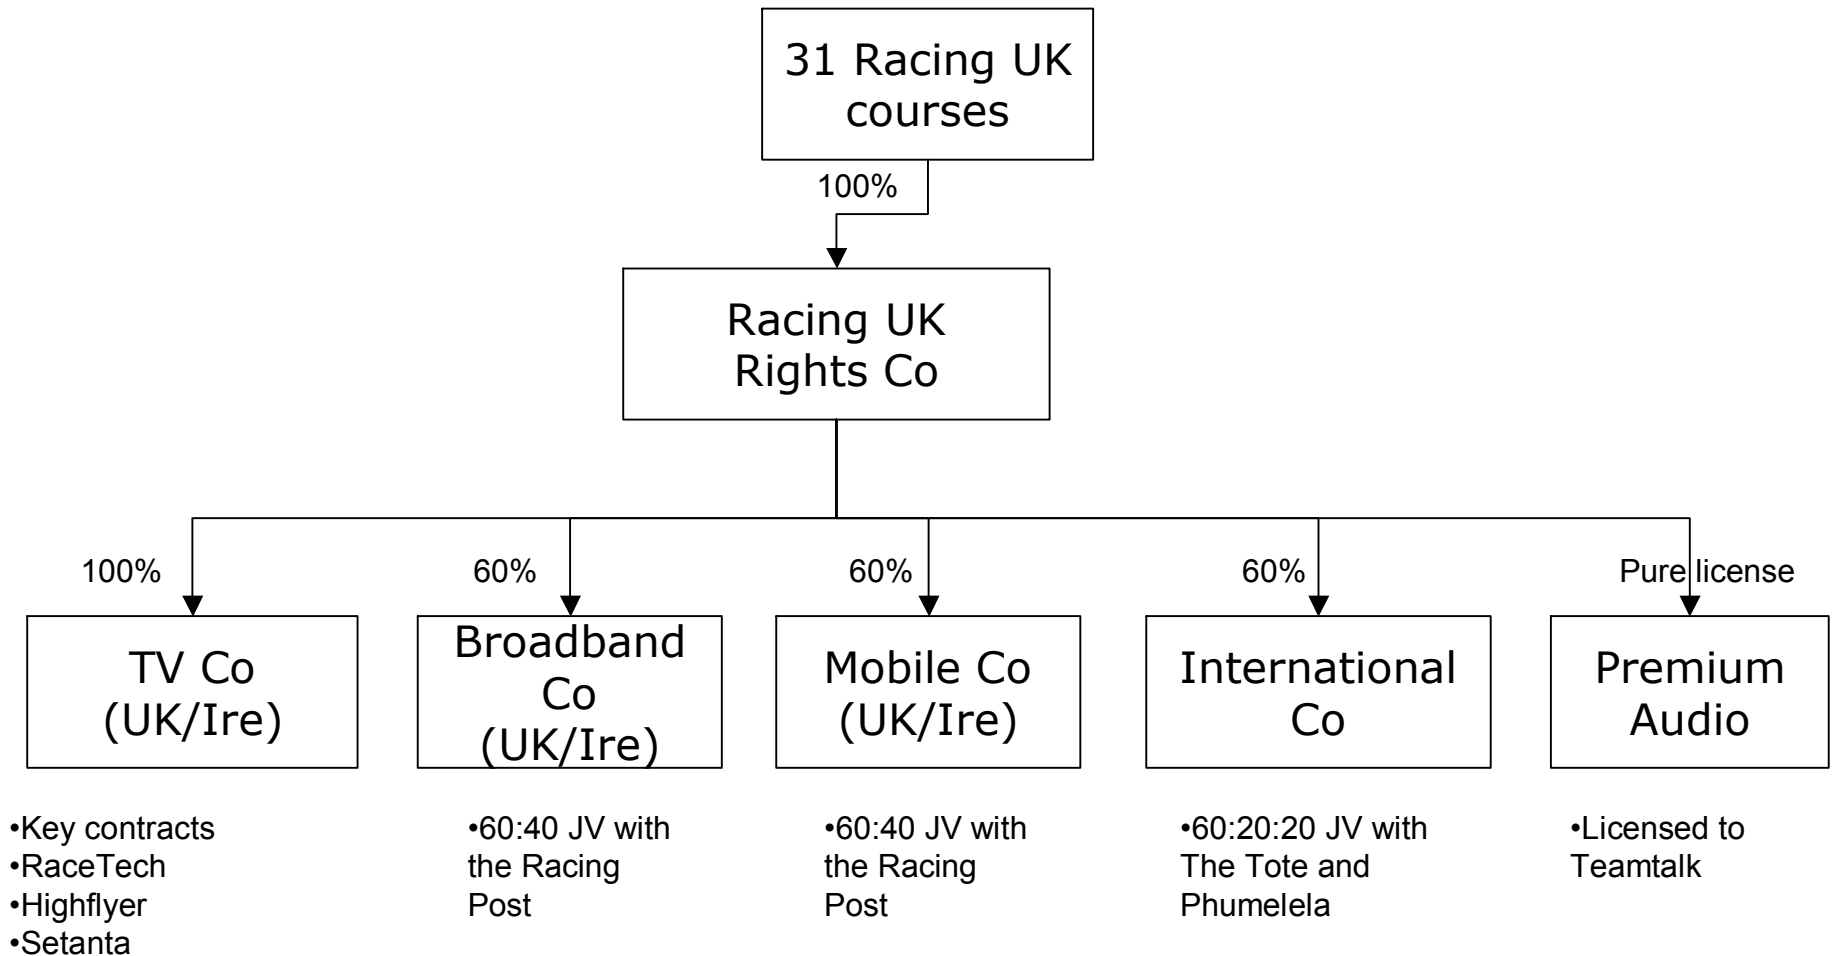 31 Racing UK
courses
100%
Racing UK
Rights Co
100%
60%
60%
60%
Pure license
TV Co
(UK/Ire)
Broadband
Co
(UK/Ire)
Mobile Co
(UK/Ire)
International
Co
Premium
Audio
•Key contracts
•RaceTech
•Highflyer
•Setanta
•60:40 JV with
the Racing
Post
•60:40 JV with
the Racing
Post
•60:20:20 JV with
The Tote and
Phumelela
•Licensed to
Teamtalk